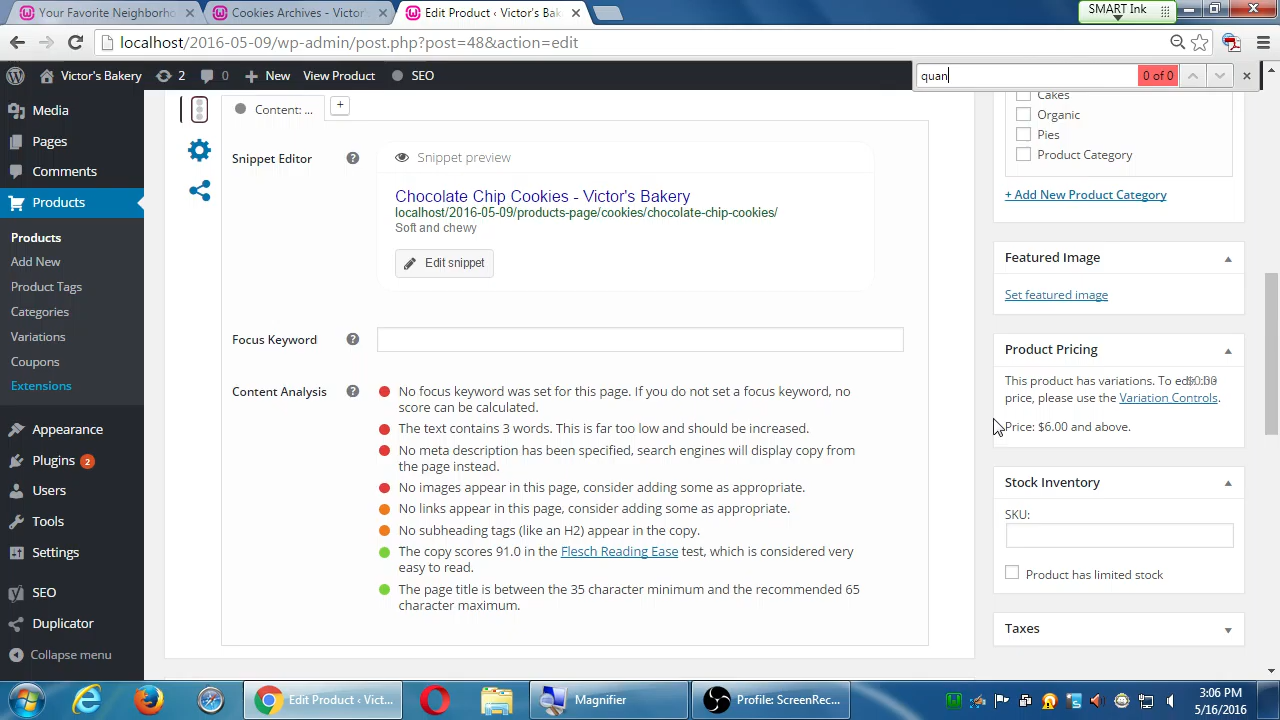 Your Favorite Neighborho
Cookies Archives - Victor's
Edit Product ‹ Victor's Bak
SMART Ink
localhost/2016-05-09/wp-admin/post.php?post=48&action=edit
Victor's Bakery
2
0
New
View Product
SEO
quan
0 of 0
Media
Pages
Comments
Products
Products
Add New
Product Tags
Categories
Variations
Coupons
Extensions
Appearance
Plugins 2
Users
Tools
Settings
SEO
Duplicator
Collapse menu
Content: ...
+
Snippet Editor
Snippet preview
Chocolate Chip Cookies - Victor's Bakery
localhost/2016-05-09/products-page/cookies/chocolate-chip-cookies/
Soft and chewy
Edit snippet
Focus Keyword
Content Analysis
No focus keyword was set for this page. If you do not set a focus keyword, no
score can be calculated.
The text contains 3 words. This is far too low and should be increased.
No meta description has been specified, search engines will display copy from
the page instead.
No images appear in this page, consider adding some as appropriate.
No links appear in this page, consider adding some as appropriate.
No subheading tags (like an H2) appear in the copy.
The copy scores 91.0 in the Flesch Reading Ease test, which is considered very
easy to read.
The page title is between the 35 character minimum and the recommended 65
character maximum.
Cakes
Organic
Pies
Product Category
+ Add New Product Category
Featured Image
Set featured image
Product Pricing
This product has variations. To edit the
price, please use the Variation Controls.
Price: $6.00 and above.
Stock Inventory
SKU:
Product has limited stock
Taxes
Edit Product ‹ Vict...
Magnifier
Profile: ScreenRec...
3:06 PM
5/16/2016